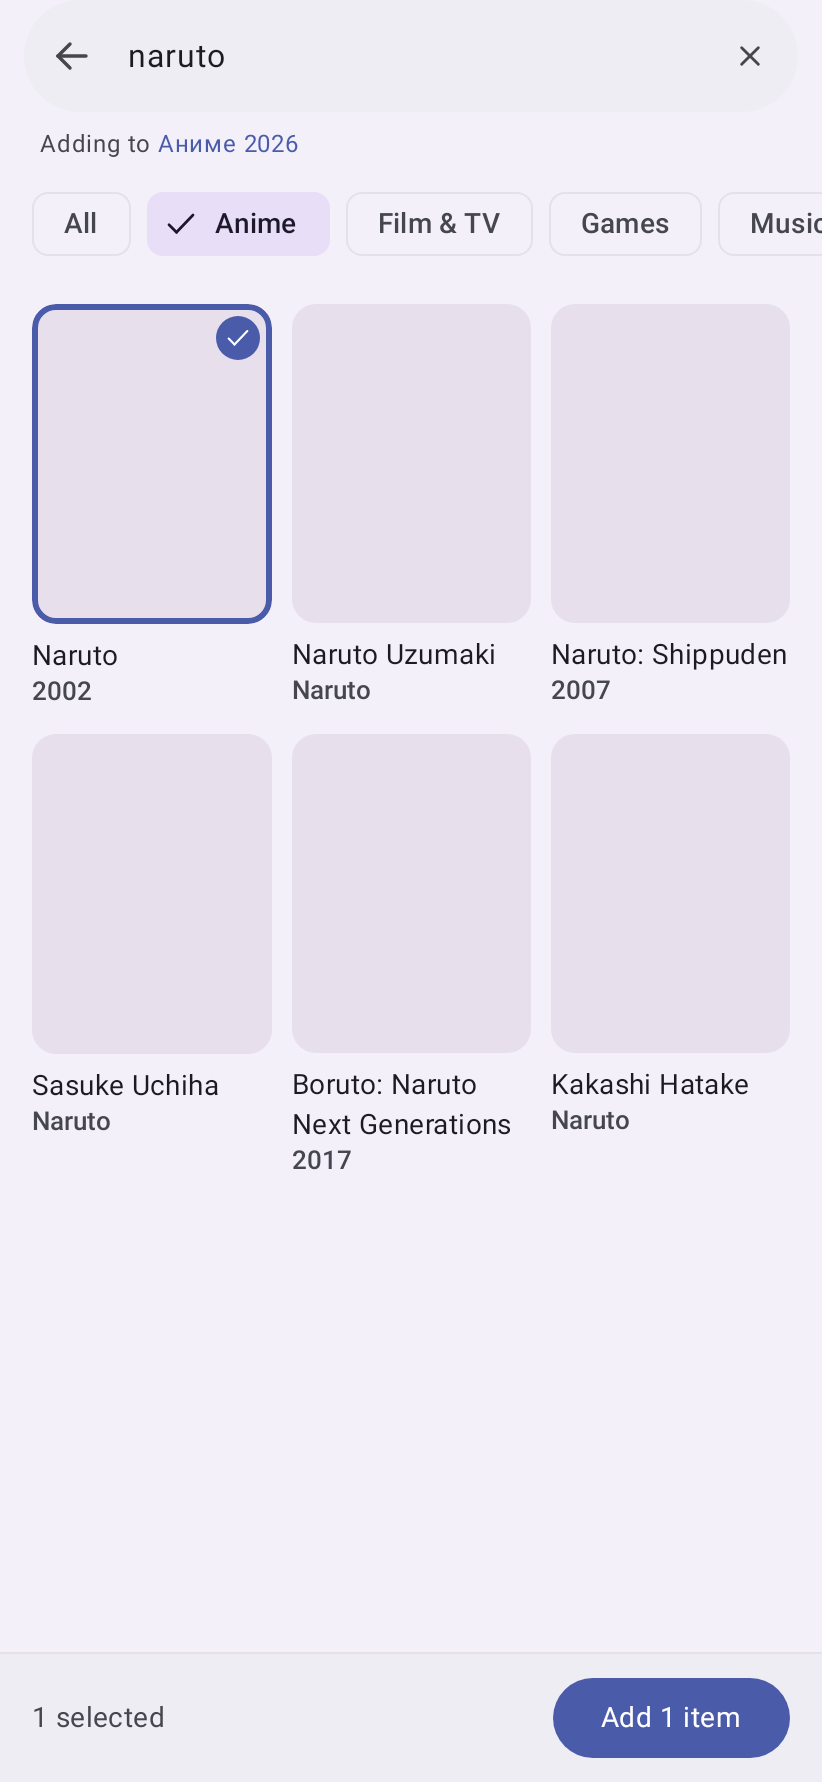 naruto
Adding to Аниме 2026
All
Anime
Film & TV
Games
Music
Naruto
2002
Naruto Uzumaki
Naruto
Naruto: Shippuden
2007
Sasuke Uchiha
Naruto
Boruto: Naruto
Next Generations
2017
Kakashi Hatake
Naruto
1 selected
Add 1 item